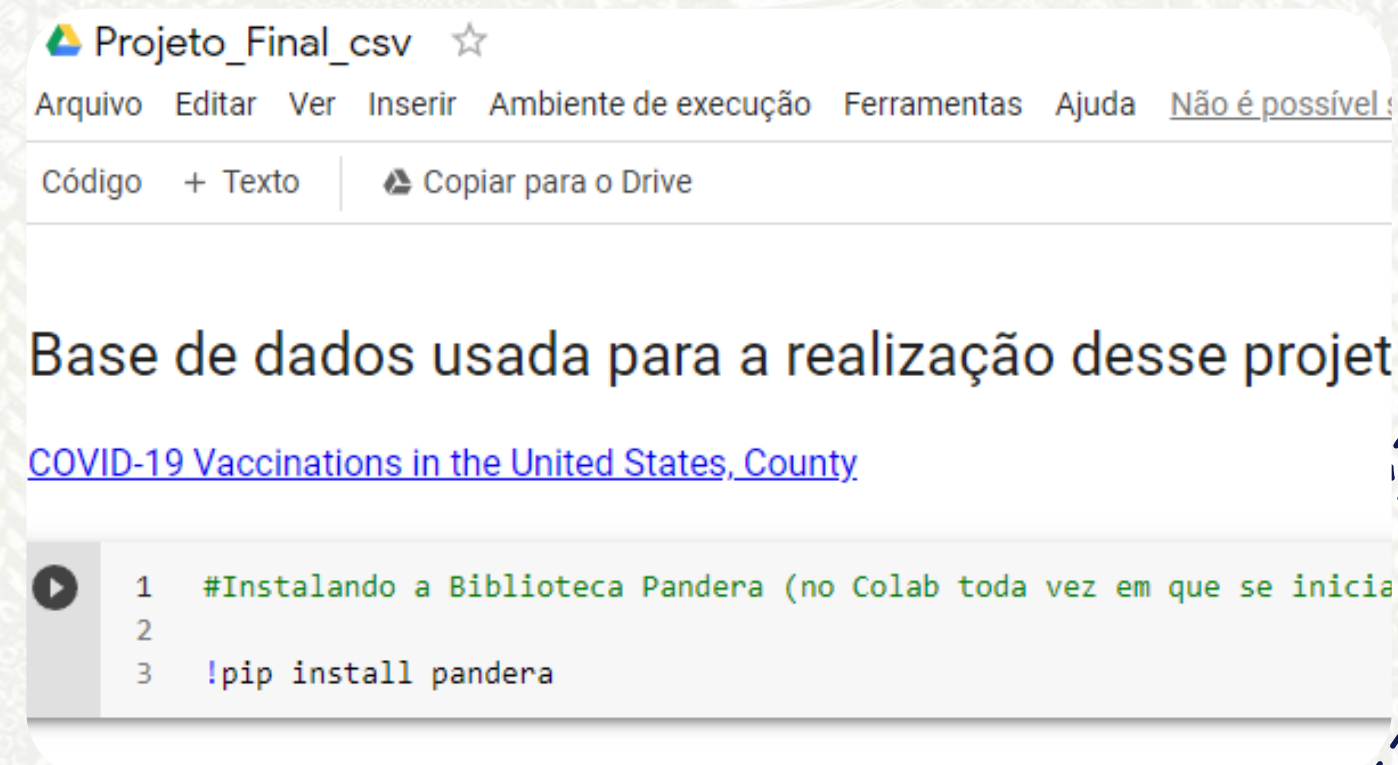 Projeto_Final_csv
Arquivo Editar Ver Inserir Ambiente de execução Ferramentas Ajuda Não é possível
Código + Texto Copiar para o Drive
Base de dados usada para a realização desse projet
COVID-19 Vaccinations in the United States, County
1 #Instalando a Biblioteca Pandera (no Colab toda vez em que se inicia
2
3 !pip install pandera